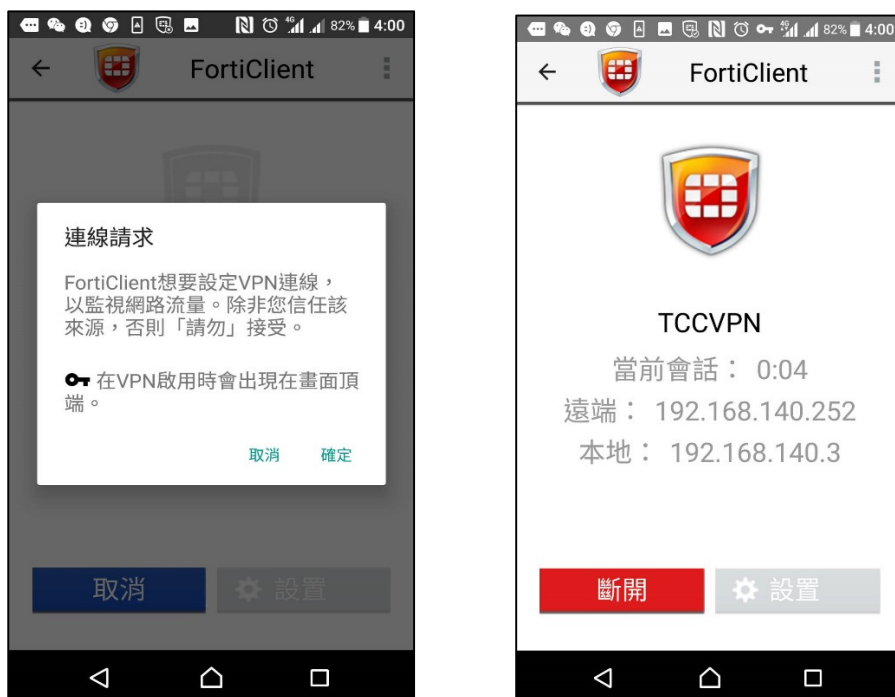 4G 82% 4:00
FortiClient
連線請求
FortiClient想要設定VPN連線，
以監視網路流量。除非您信任該
來源，否則「請勿」接受。
在VPN啟用時會出現在畫面頂
端。
取消 確定
取消 設置
4G 82% 4:00
FortiClient
TCCVPN
當前會話： 0:04
遠端： 192.168.140.252
本地： 192.168.140.3
斷開 設置